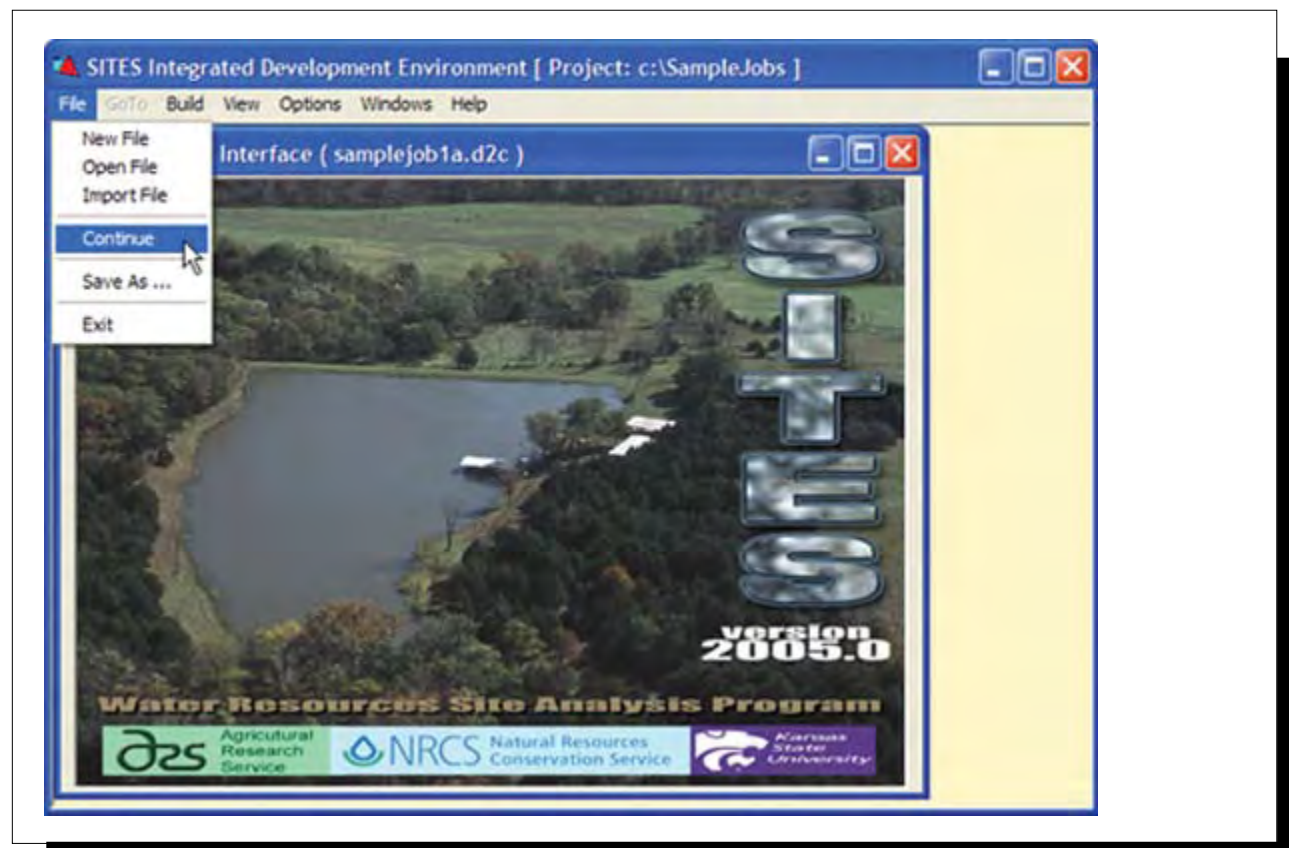 SITES Integrated Development Environment [ Project: c:\SampleJobs ]
File GoTo Build View Options Windows Help
New File
Open File
Import File
Continue
Save As ...
Exit
Interface ( samplejob1a.d2c )
SITES
version
2005.0
Water Resources Site Analysis Program
ars Agricutural
Research
Service
NRCS Natural Resources
Conservation Service
Kansas
State
University